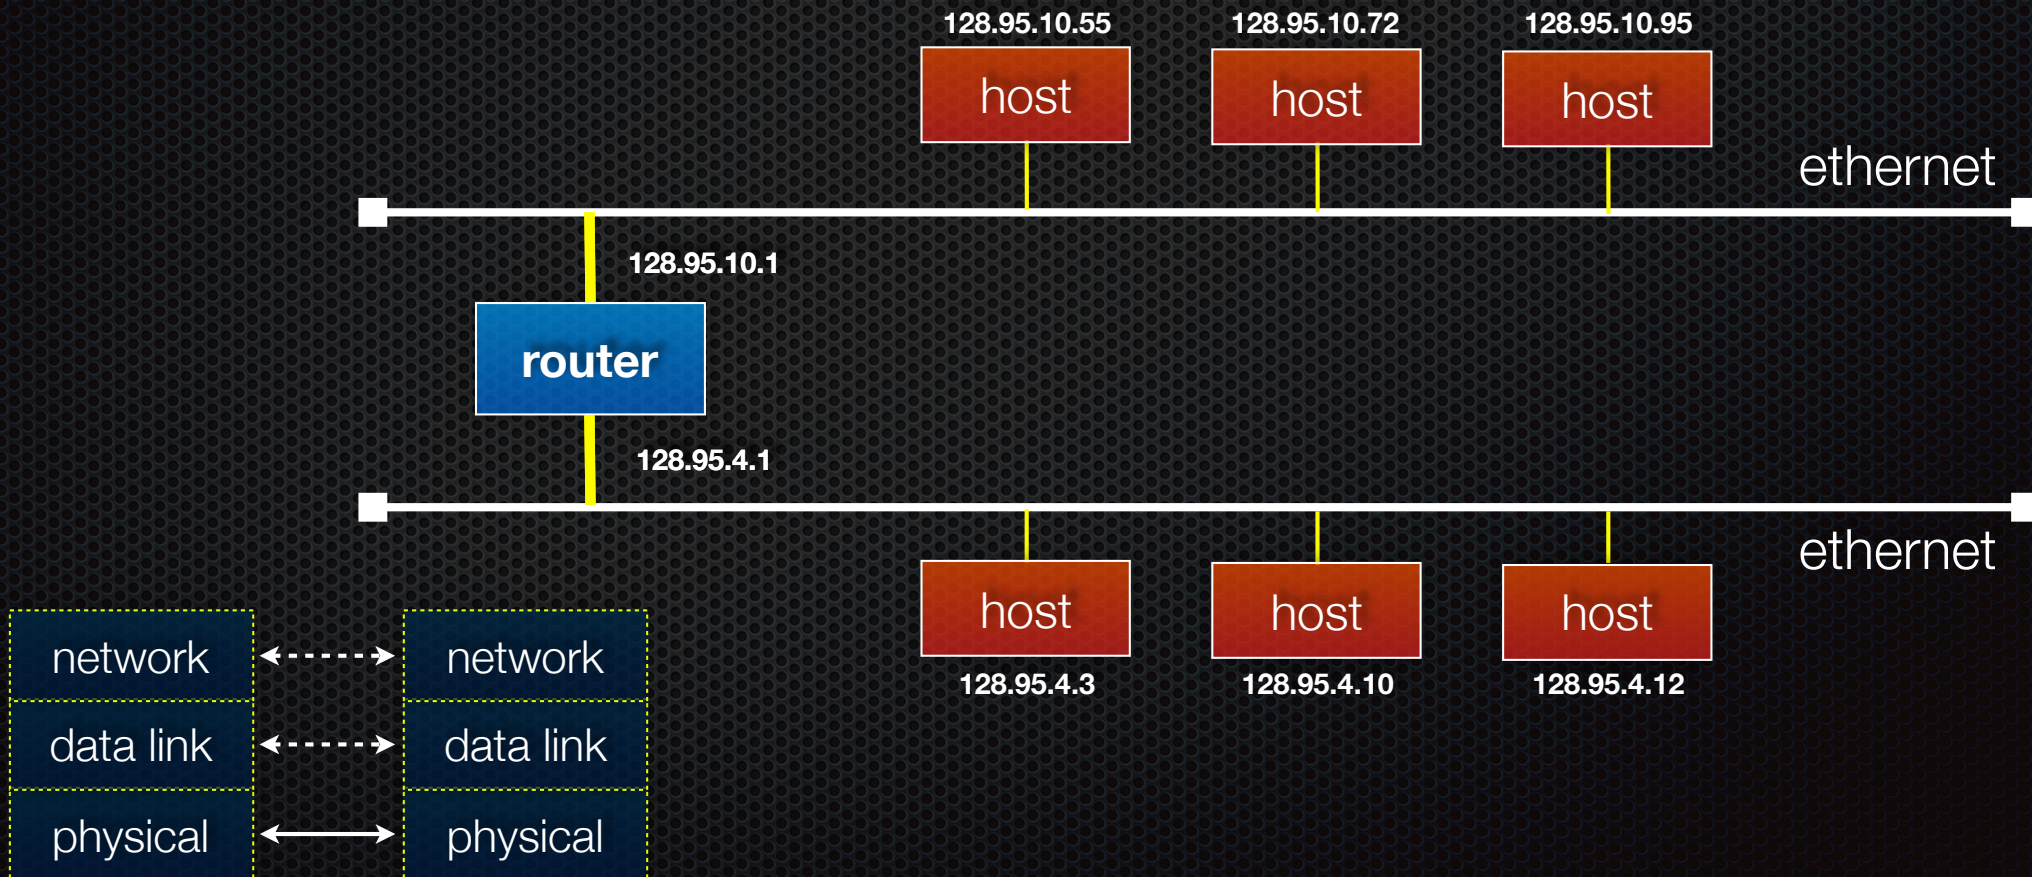 128.95.10.55 128.95.10.72 128.95.10.95
host host host
ethernet
128.95.10.1
router
128.95.4.1
ethernet
host host host
128.95.4.3 128.95.4.10 128.95.4.12
network network
data link data link
physical physical